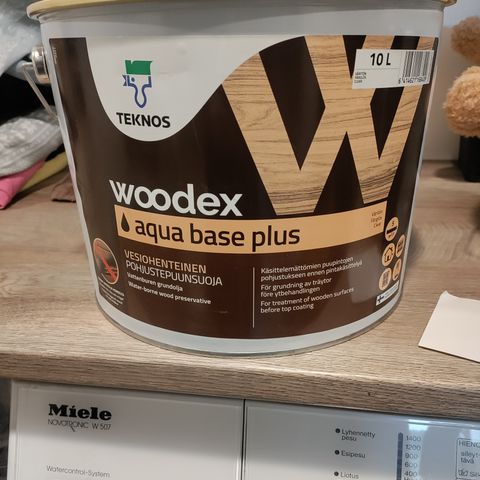 TEKNOS
10 L
woodex
aqua base plus
VESIOHENTEINEN
POHJUSTEPUUNSUOJA
Vattenburen grundolja
Water-borne wood preservative
Käsittelemättömien puupintojen
pohjustukseen ennen pintakäsittelyä
För grundning av träytor
före ytbehandlingen
For treatment of wooden surfaces
before top coating
Miele
NOVOTRONIC W 507
Watercontrol-System
Lyhennetty
pesu
Esipesu
Liotus
1400
1200
900
600
400